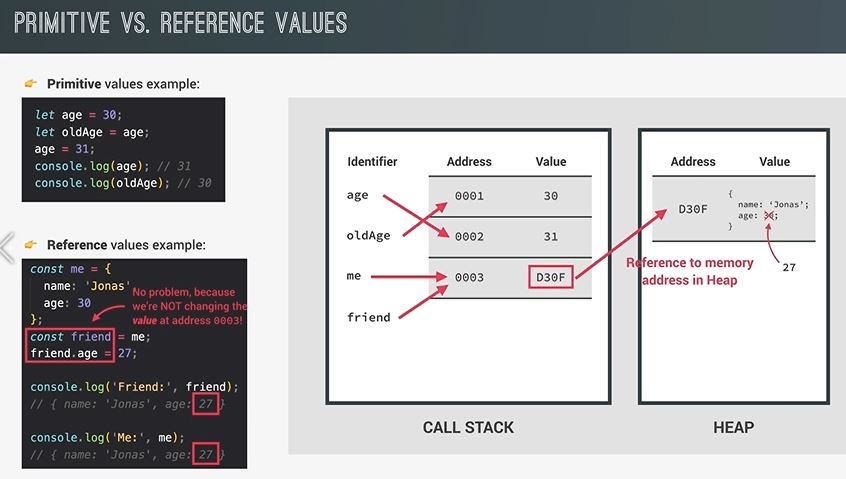 PRIMITIVE VS. REFERENCE VALUES
Primitive values example:
let age = 30;
let oldAge = age;
age = 31;
console.log(age); // 31
console.log(oldAge); // 30
Reference values example:
const me = {
name: 'Jonas'
age: 30
};
const friend = me;
friend.age = 27;
console.log('Friend:', friend);
// { name: 'Jonas', age: 27 }
console.log('Me:', me);
// { name: 'Jonas', age: 27 }
No problem, because
we're NOT changing the
value at address 0003!
Identifier Address Value
age 0001 30
oldAge 0002 31
me 0003 D30F
friend
CALL STACK
Address Value
D30F
{
name: 'Jonas';
age: 30;
}
27
Reference to memory
address in Heap
HEAP